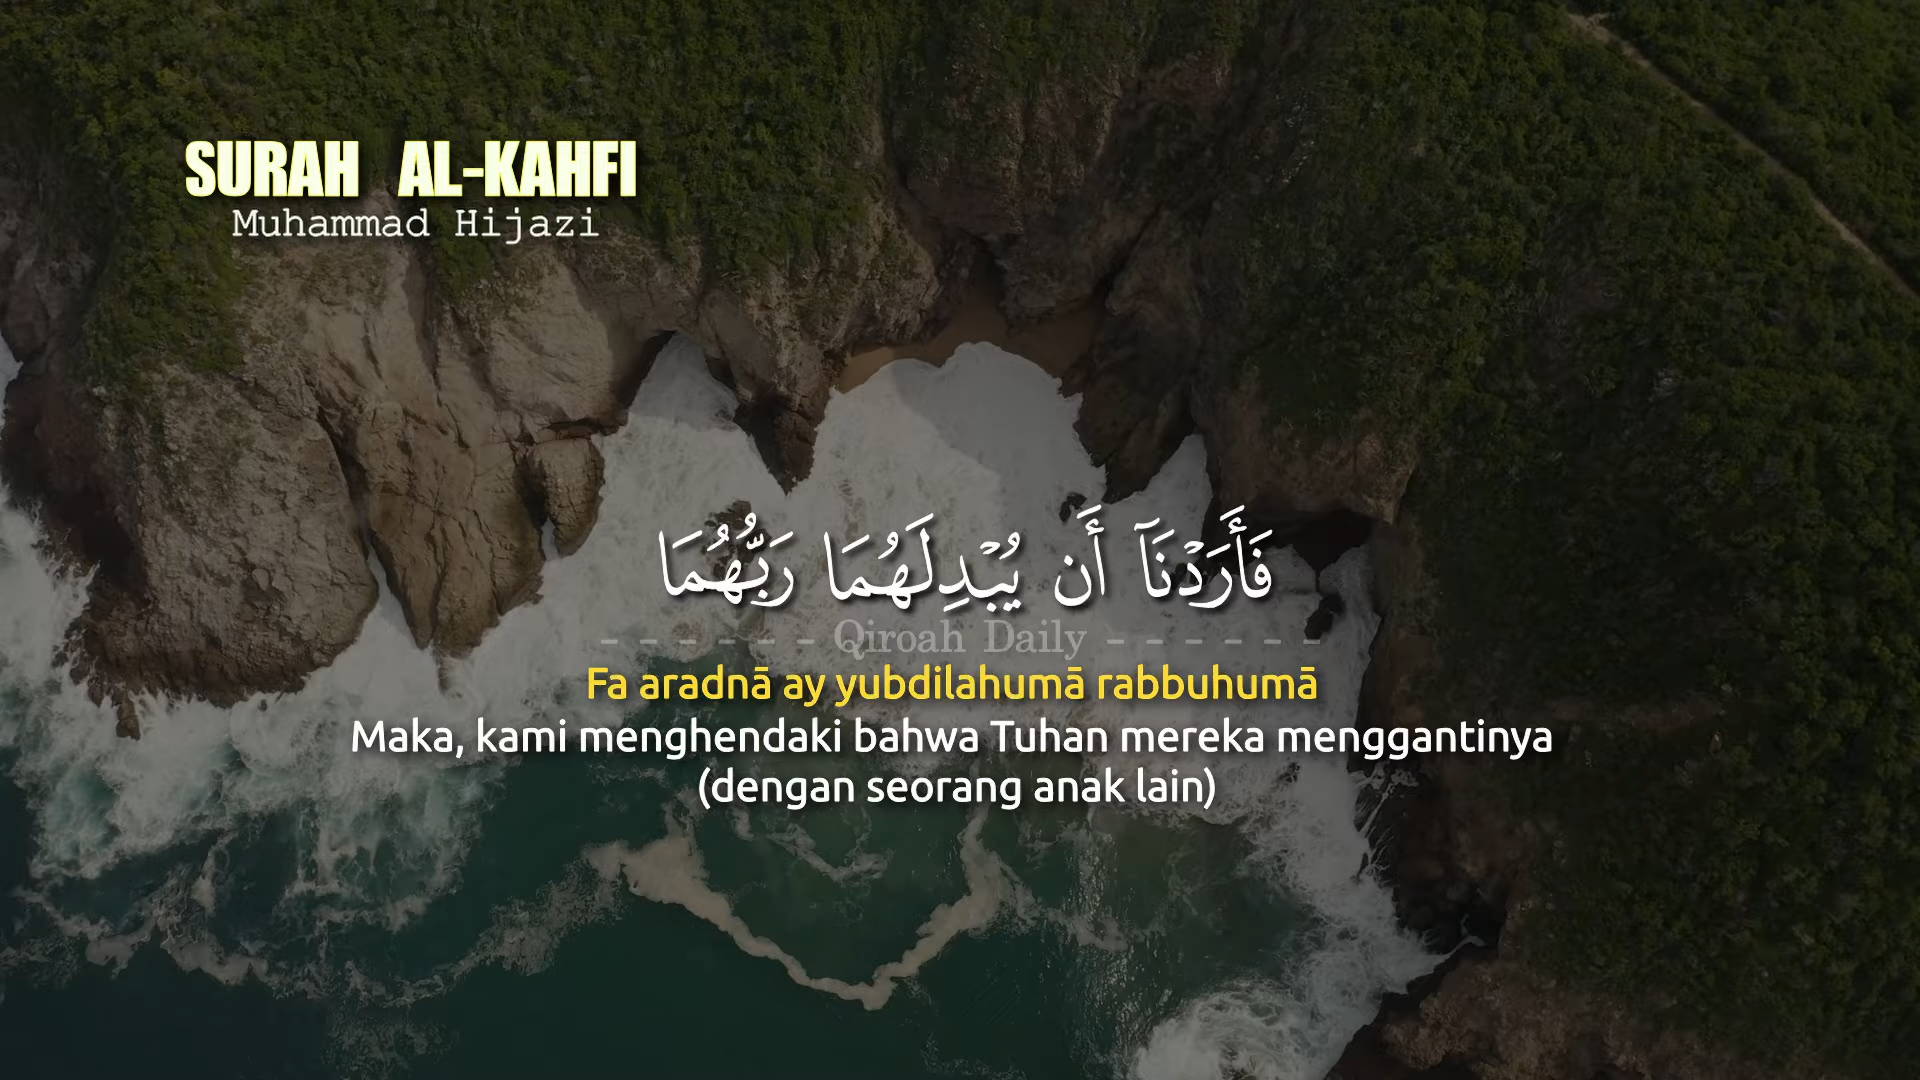 SURAH AL-KAHFI
Muhammad Hijazi
فَأَرَدْنَآ أَن يُبْدِلَهُمَا رَبُّهُمَا
- - - - - - Qiroah Daily - - - - - -
Fa aradnā ay yubdilahumā rabbuhumā
Maka, kami menghendaki bahwa Tuhan mereka menggantinya
(dengan seorang anak lain)